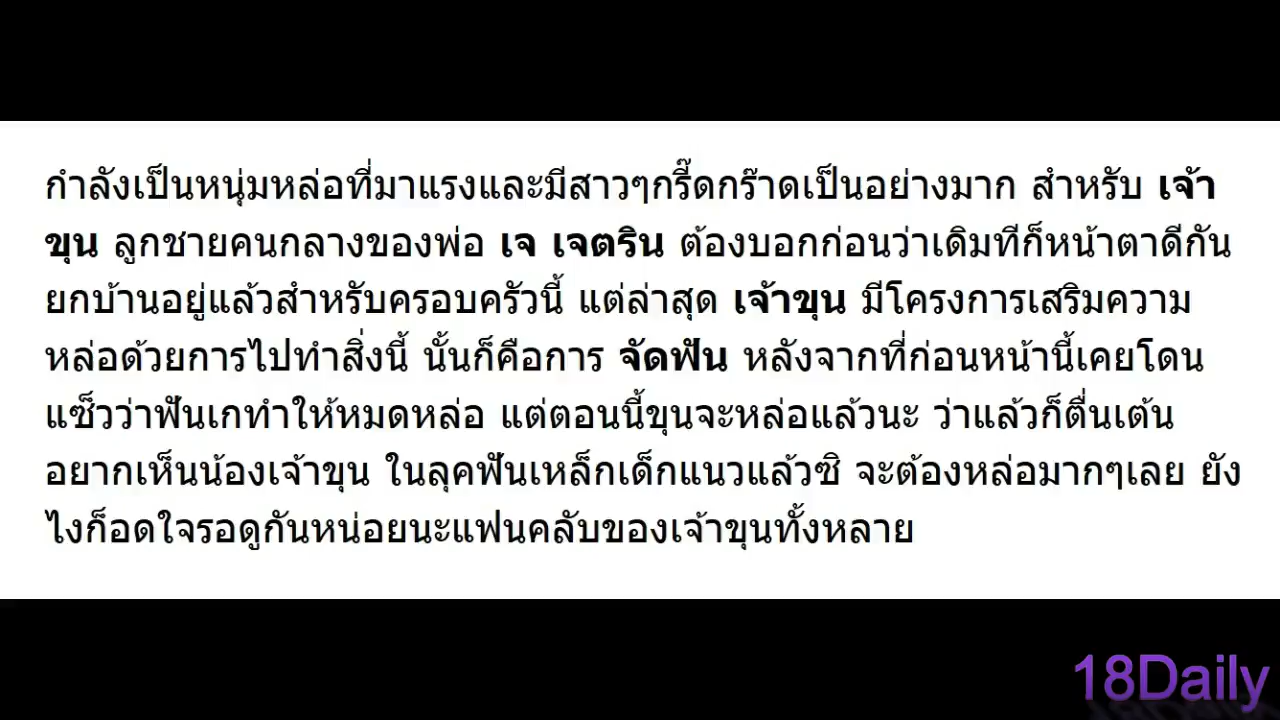 กำลังเป็นหนุ่มหล่อที่มาแรงและมีสาวๆกรี๊ดกร๊าดเป็นอย่างมาก สำหรับ เจ้า
ขุน ลูกชายคนกลางของพ่อ เจ เจตริน ต้องบอกก่อนว่าเดิมทีก็หน้าตาดีกัน
ยกบ้านอยู่แล้วสำหรับครอบครัวนี้ แต่ล่าสุด เจ้าขุน มีโครงการเสริมความ
หล่อด้วยการไปทำสิ่งนี้ นั้นก็คือการ จัดฟัน หลังจากที่ก่อนหน้านี้เคยโดน
แซ็วว่าฟันเกทำให้หมดหล่อ แต่ตอนนี้ขุนจะหล่อแล้วนะ ว่าแล้วก็ตื่นเต้น
อยากเห็นน้องเจ้าขุน ในลุคฟันเหล็กเด็กแนวแล้วซิ จะต้องหล่อมากๆเลย ยัง
ไงก็อดใจรอดูกันหน่อยนะแฟนคลับของเจ้าขุนทั้งหลาย
18Daily